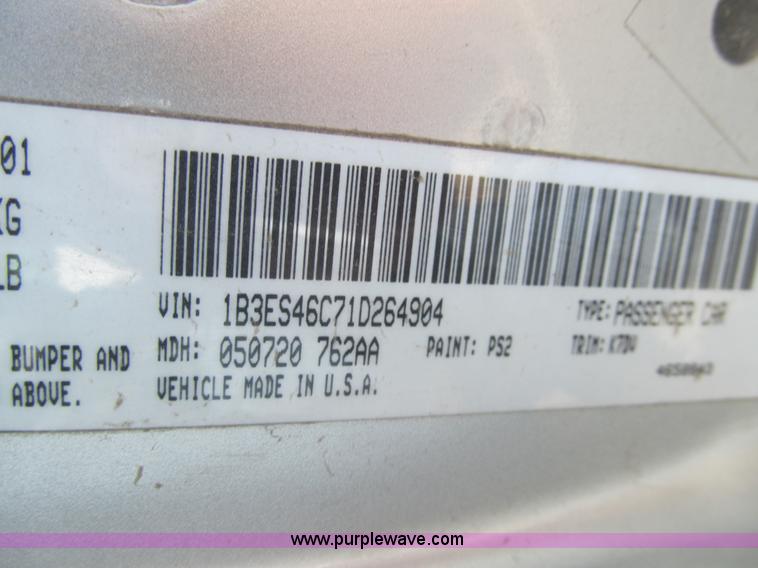 01
KG
LB
VIN: 1B3ES46C71D264904
TYPE: PASSENGER CAR
BUMPER AND
MDH: 050720 762AA
PAINT: PS2
TRIM: K7DV
ABOVE.
VEHICLE MADE IN U.S.A.
www.purplewave.com